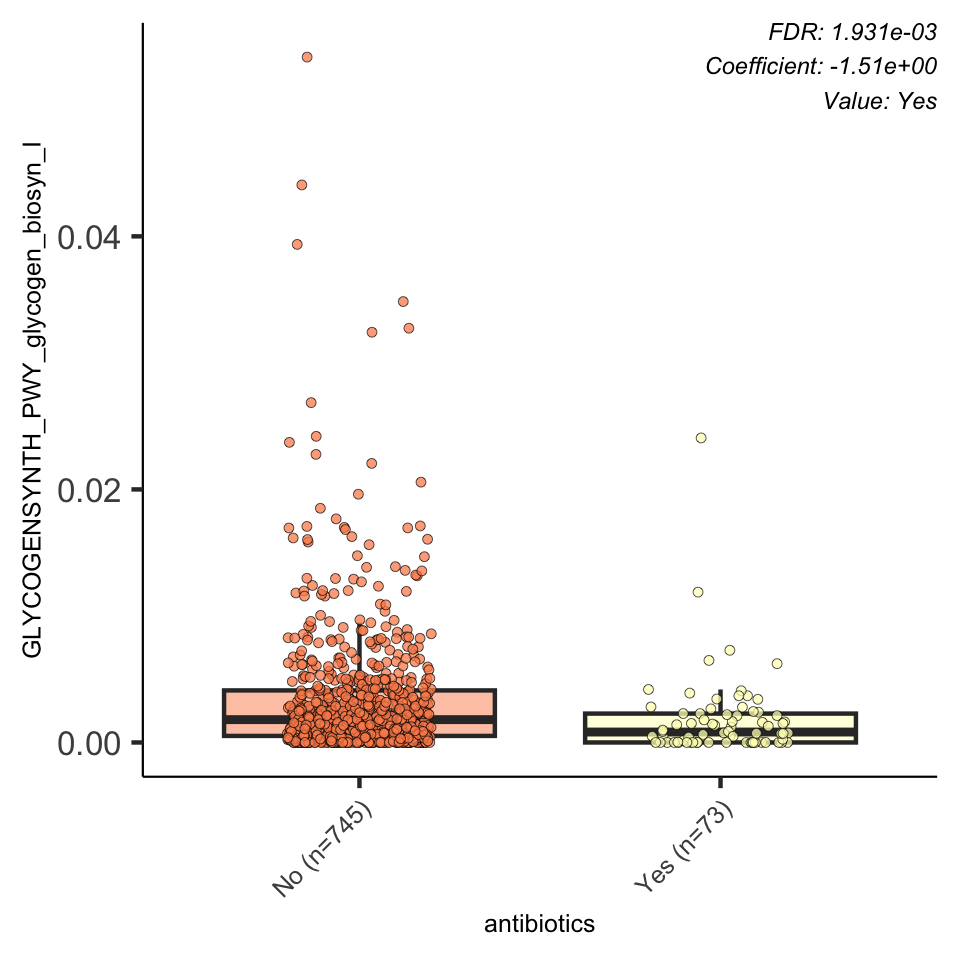 FDR: 1.931e-03
Coefficient: -1.51e+00
Value: Yes
GLYCOGENSYNTH_PWY_glycogen_biosyn_I
0.04
0.02
0.00
No (n=745)
Yes (n=73)
antibiotics